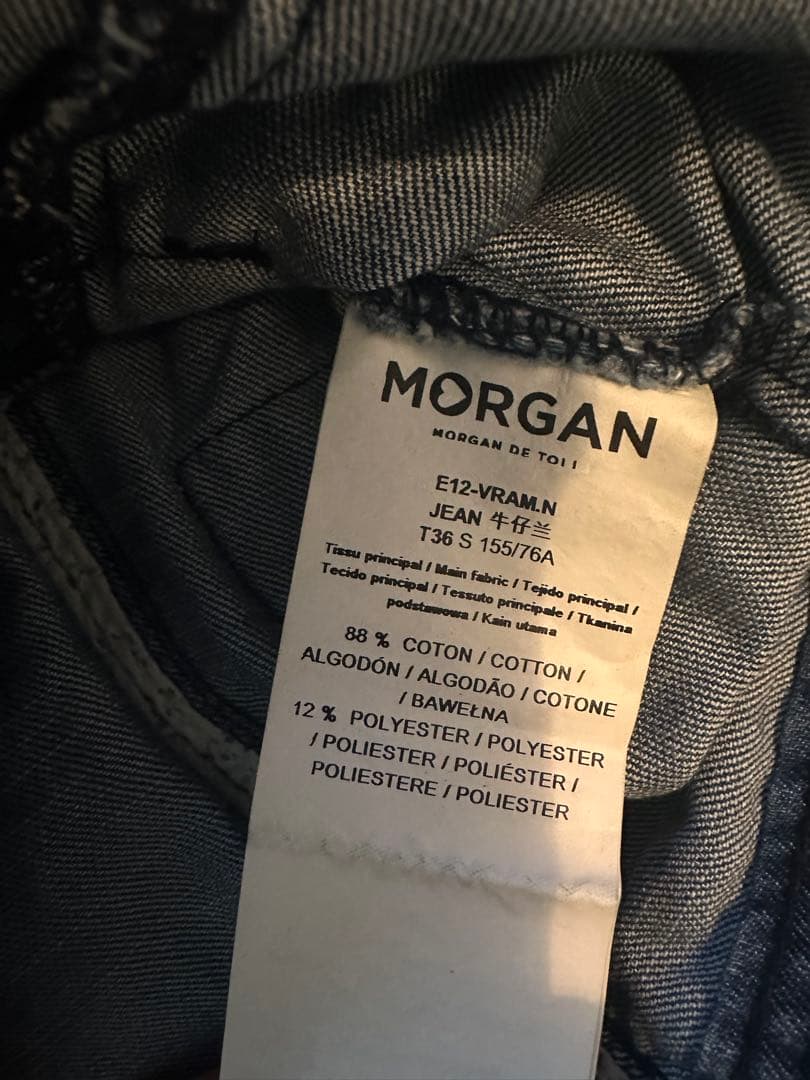 MORGAN
MORGAN DE TOI !
E12-VRAM.N
JEAN 牛仔兰
T36 S 155/76A
Tissu principal / Main fabric / Tejido principal /
Tecido principal / Tessuto principale / Tkanina
podstawowa / Kain utama
88 % COTON / COTTON /
ALGODÓN / ALGODÃO / COTONE
/ BAWEŁNA
12 % POLYESTER / POLYESTER
/ POLIESTER / POLIÉSTER /
POLIESTERE / POLIESTER